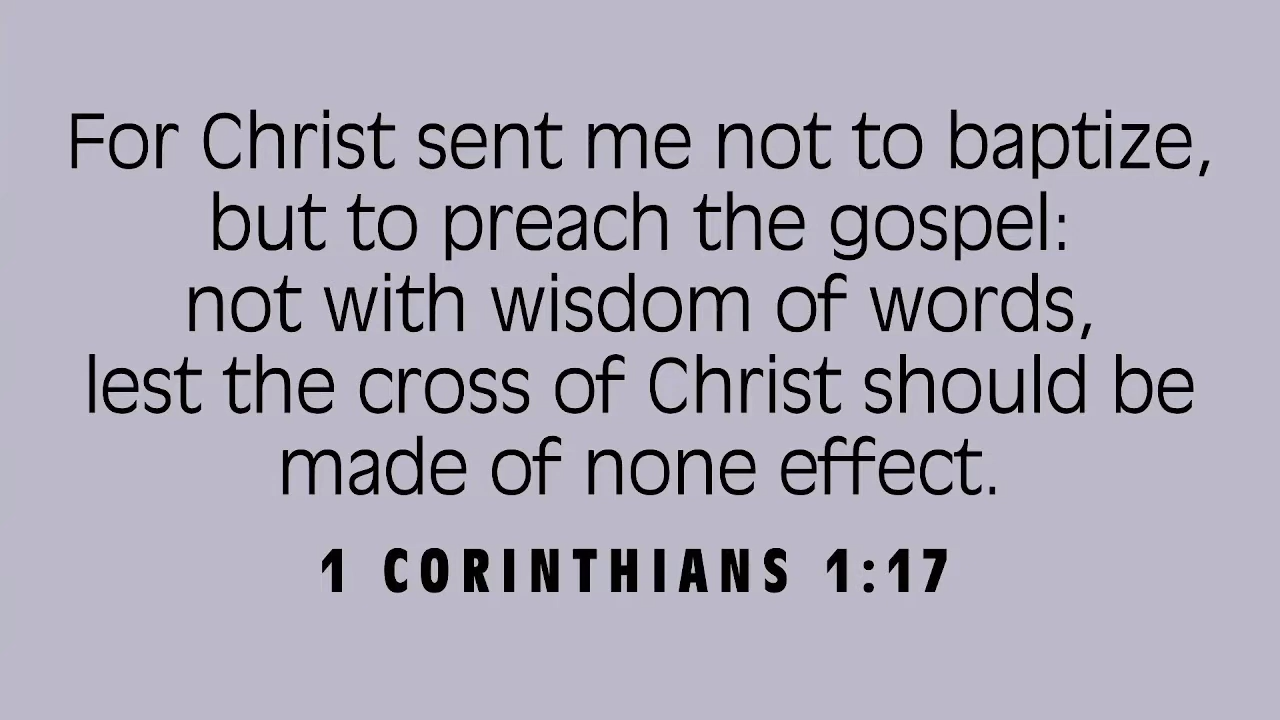 For Christ sent me not to baptize,
but to preach the gospel:
not with wisdom of words,
lest the cross of Christ should be
made of none effect.
1 CORINTHIANS 1:17